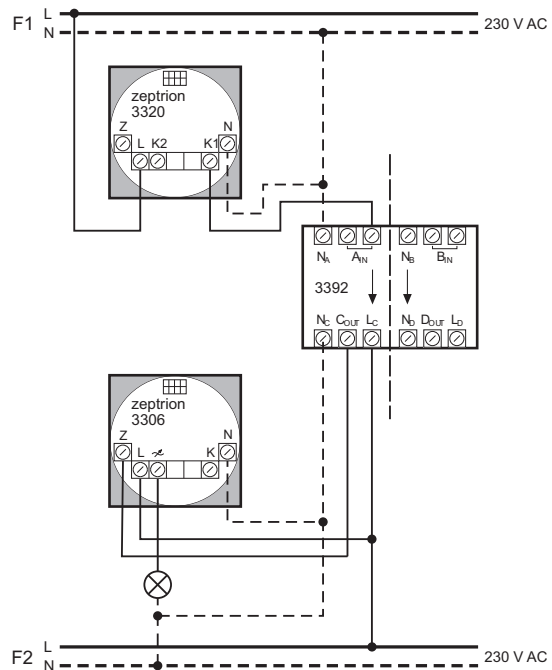 F1 L 230 V AC
N
zeptrion
3320
Z N
L K2 K1
NA AIN NB BIN
3392
NC COUT LC ND DOUT LD
zeptrion
3306
Z N
L K
F2 L 230 V AC
N